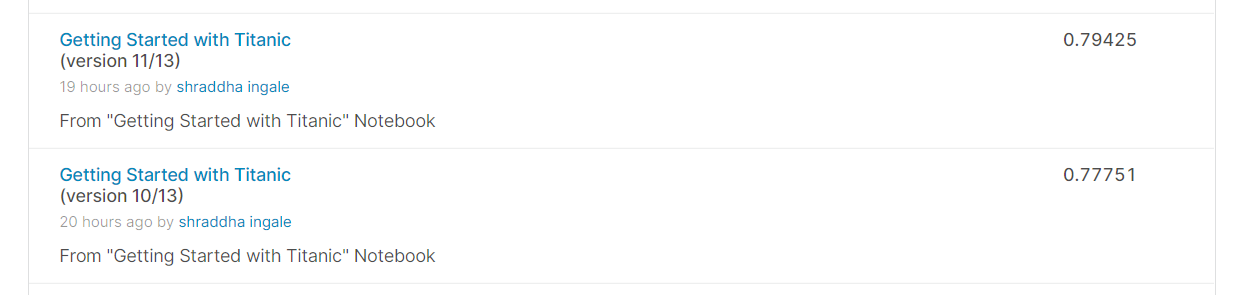 Getting Started with Titanic 0.79425
(version 11/13)
19 hours ago by shraddha ingale
From "Getting Started with Titanic" Notebook
Getting Started with Titanic 0.77751
(version 10/13)
20 hours ago by shraddha ingale
From "Getting Started with Titanic" Notebook